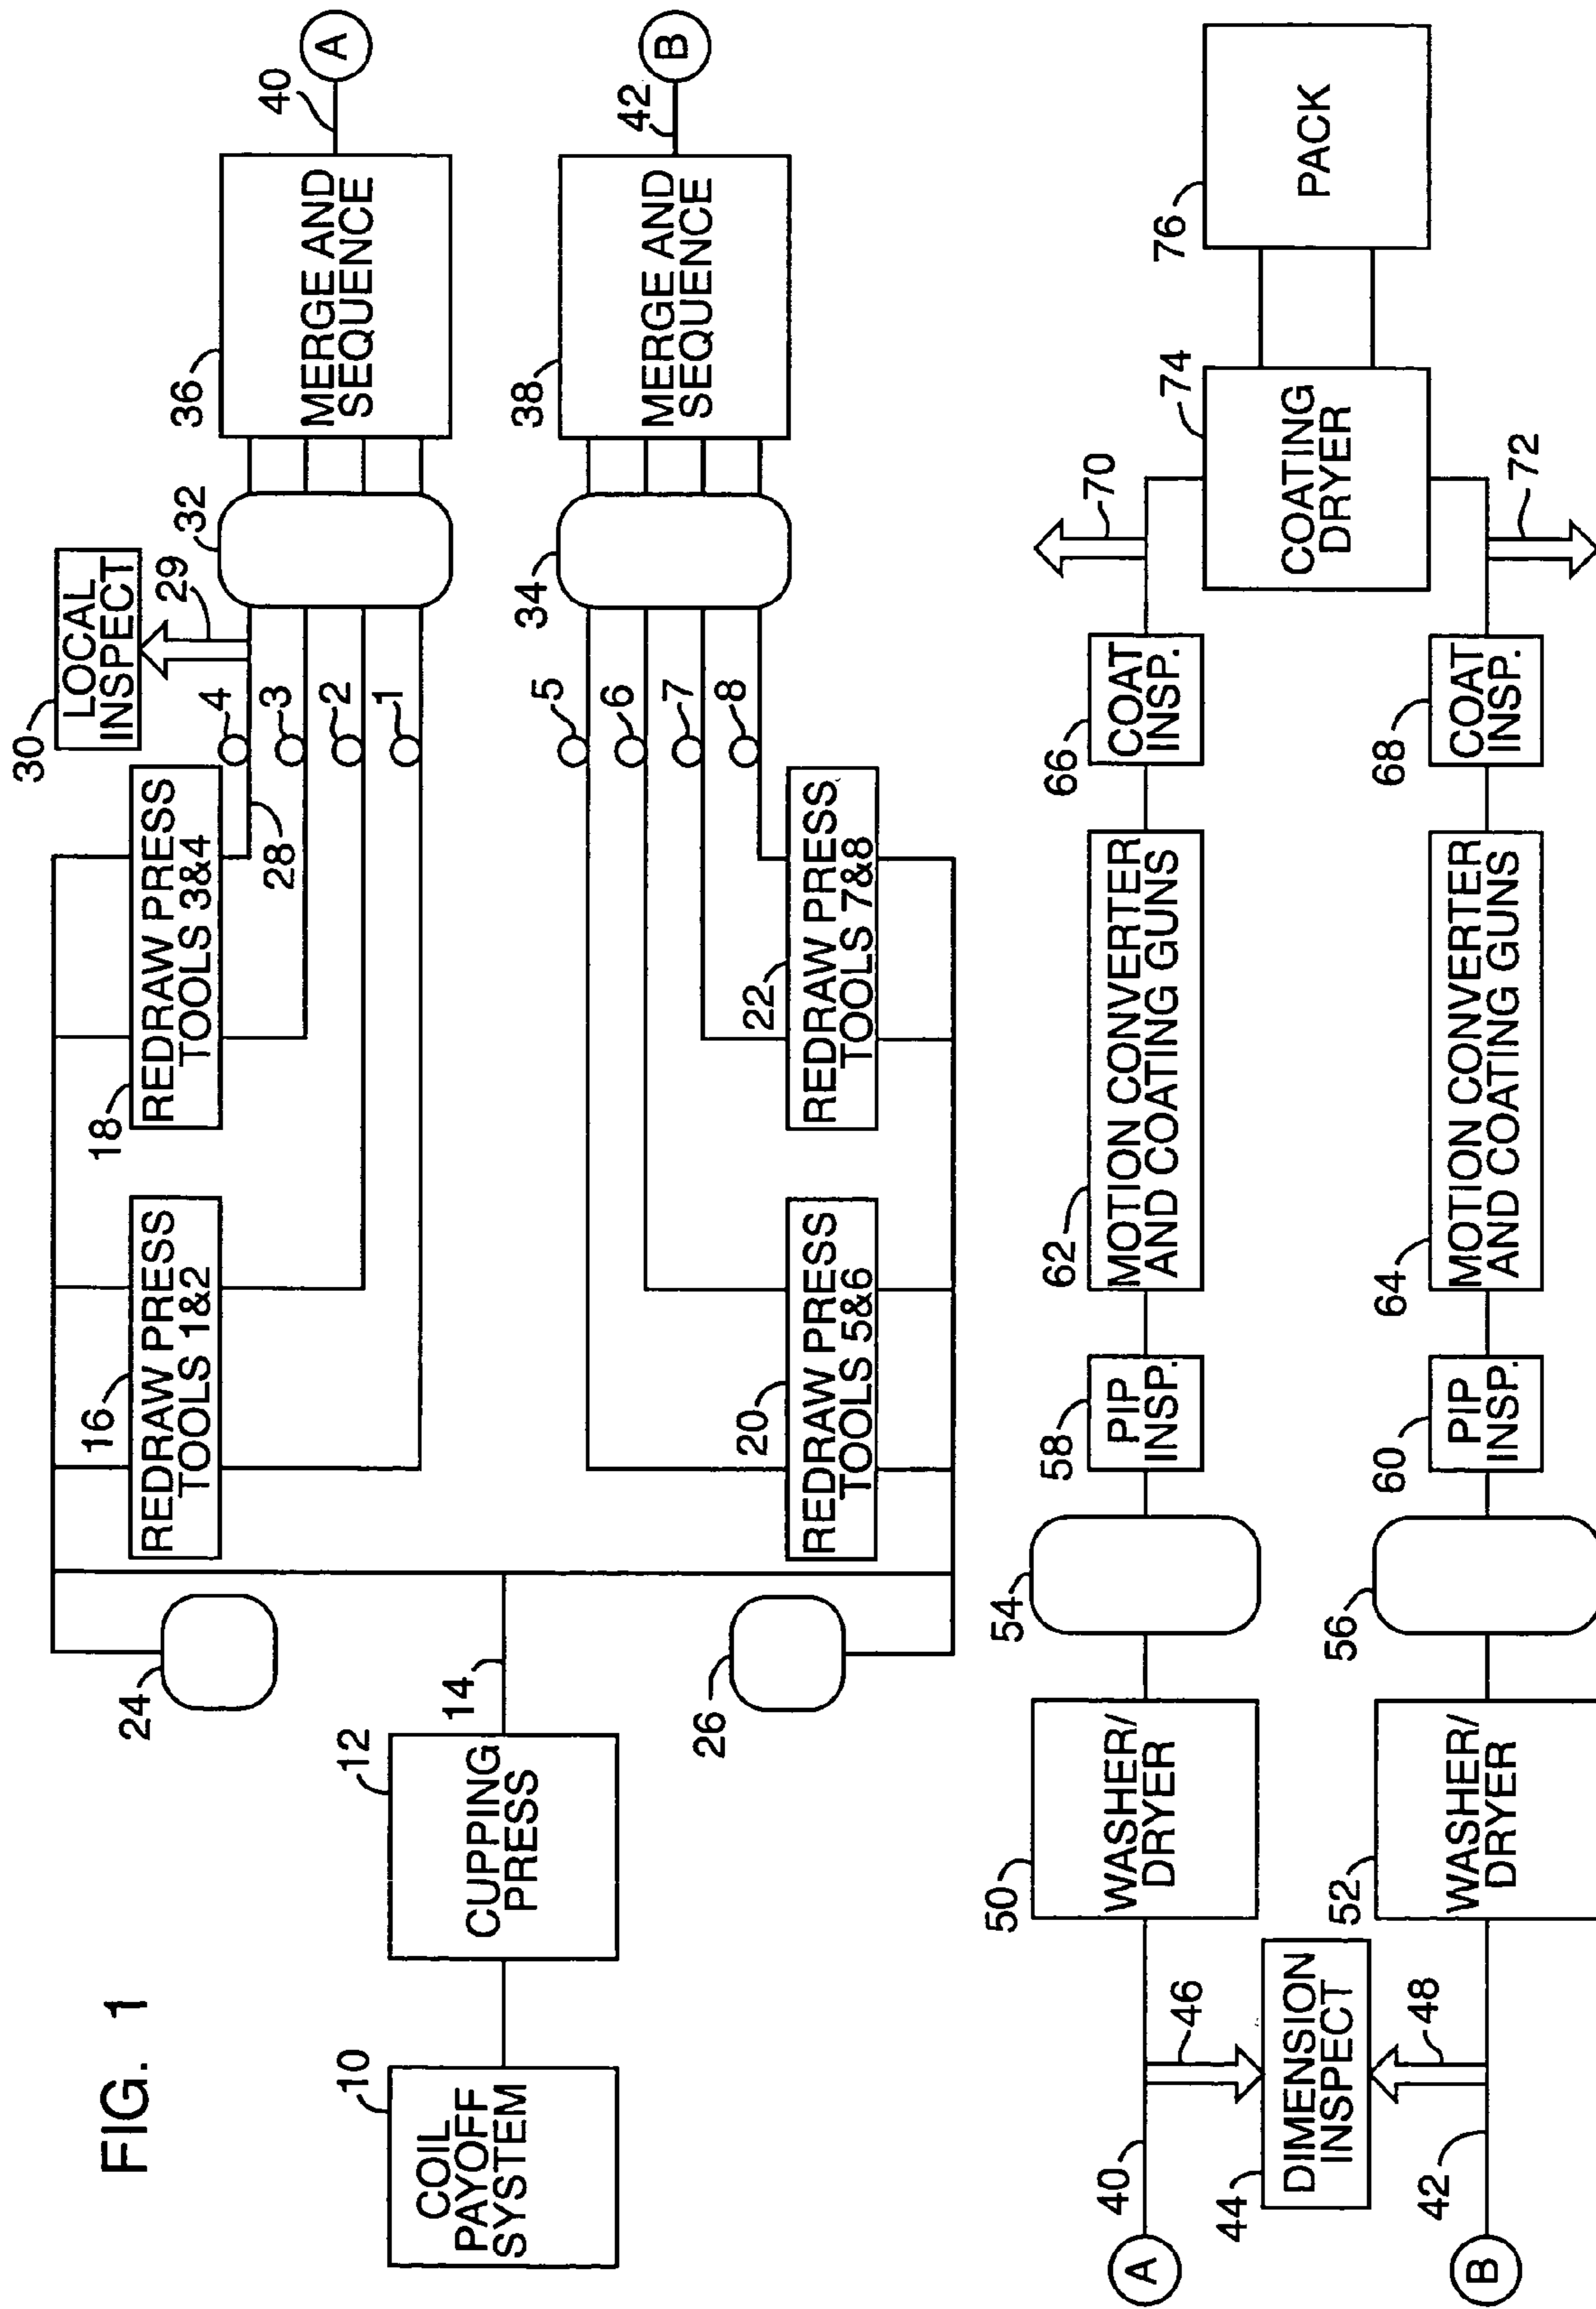 FIG. 1
10
COIL
PAYOFF
SYSTEM
12
CUPPING
PRESS
14
24
26
16
REDRAW PRESS
TOOLS 1&2
18
REDRAW PRESS
TOOLS 3&4
20
REDRAW PRESS
TOOLS 5&6
22
REDRAW PRESS
TOOLS 7&8
28
30
LOCAL
INSPECT
29
4
3
2
1
5
6
7
8
32
34
36
MERGE AND
SEQUENCE
38
MERGE AND
SEQUENCE
40
A
42
B
A
40
B
42
44
DIMENSION
INSPECT
46
48
50
WASHER/
DRYER
52
WASHER/
DRYER
54
56
58
PIP
INSP.
60
PIP
INSP.
62
MOTION CONVERTER
AND COATING GUNS
64
MOTION CONVERTER
AND COATING GUNS
66
COAT
INSP.
68
COAT
INSP.
70
72
74
COATING
DRYER
76
PACK